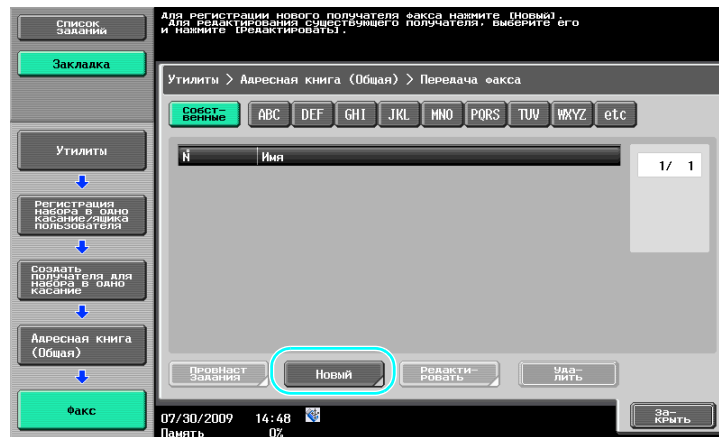 Для регистрации нового получателя факса нажмите [Новый].
Для редактирования существующего получателя, выберите его
и нажмите [Редактировать].
Список
заданий
Закладка
Утилиты > Адресная книга (Общая) > Передача факса
Собст-
венные
ABC DEF GHI JKL MNO PQRS TUV WXYZ etc
N Имя
1/ 1
Утилиты
Регистрация
набора в одно
касание/ящика
пользователя
Создать
получателя для
набора в одно
касание
Адресная книга
(Общая)
Факс
ПровНаст
Задания
Новый
Редакти-
ровать
Уда-
лить
07/30/2009 14:48
Память 0%
За-
крыть